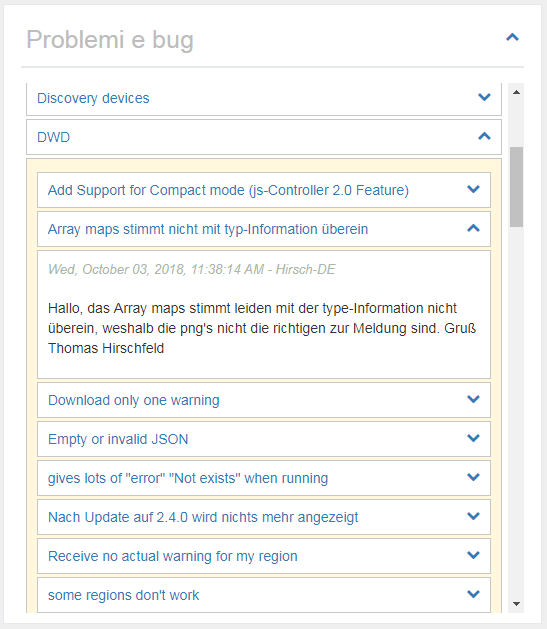 Problemi e bug
Discovery devices
DWD
Add Support for Compact mode (js-Controller 2.0 Feature)
Array maps stimmt nicht mit typ-Information überein
Wed, October 03, 2018, 11:38:14 AM - Hirsch-DE
Hallo, das Array maps stimmt leiden mit der type-Information nicht
überein, weshalb die png's nicht die richtigen zur Meldung sind. Gruß
Thomas Hirschfeld
Download only one warning
Empty or invalid JSON
gives lots of "error" "Not exists" when running
Nach Update auf 2.4.0 wird nichts mehr angezeigt
Receive no actual warning for my region
some regions don't work